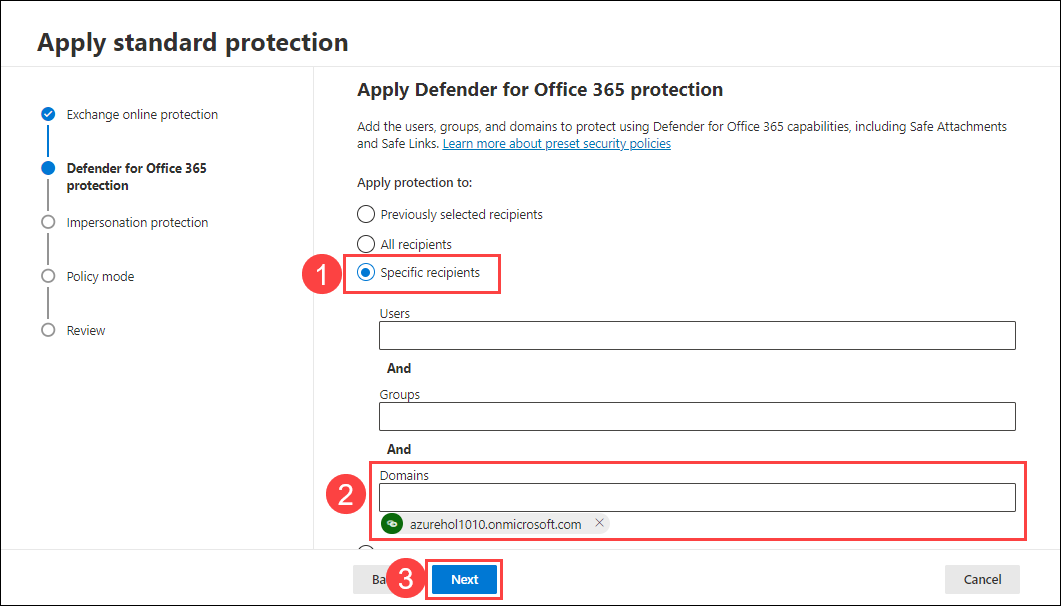 Apply standard protection
Exchange online protection
Defender for Office 365
protection
Impersonation protection
Policy mode
Review
Apply Defender for Office 365 protection
Add the users, groups, and domains to protect using Defender for Office 365 capabilities, including Safe Attachments
and Safe Links. Learn more about preset security policies
Apply protection to:
Previously selected recipients
All recipients
1 Specific recipients
Users
And
Groups
And
Domains
2
azurehol1010.onmicrosoft.com
3 Next
Cancel